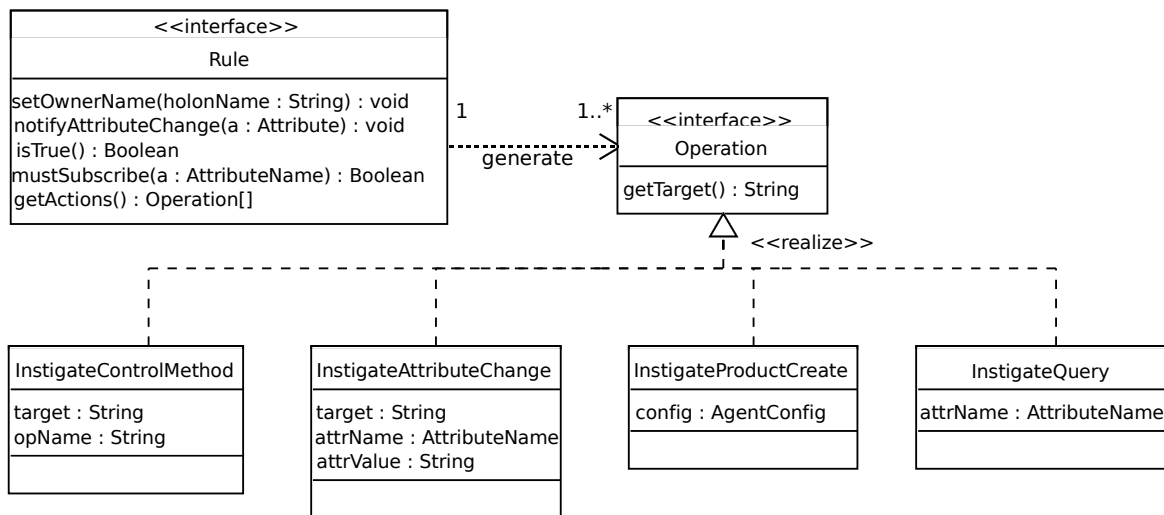 <<interface>>
Rule
setOwnerName(holonName : String) : void
notifyAttributeChange(a : Attribute) : void
isTrue() : Boolean
mustSubscribe(a : AttributeName) : Boolean
getActions() : Operation[]
1
1..*
generate
<<interface>>
Operation
getTarget() : String
<<realize>>
InstigateControlMethod
target : String
opName : String
InstigateAttributeChange
target : String
attrName : AttributeName
attrValue : String
InstigateProductCreate
config : AgentConfig
InstigateQuery
attrName : AttributeName